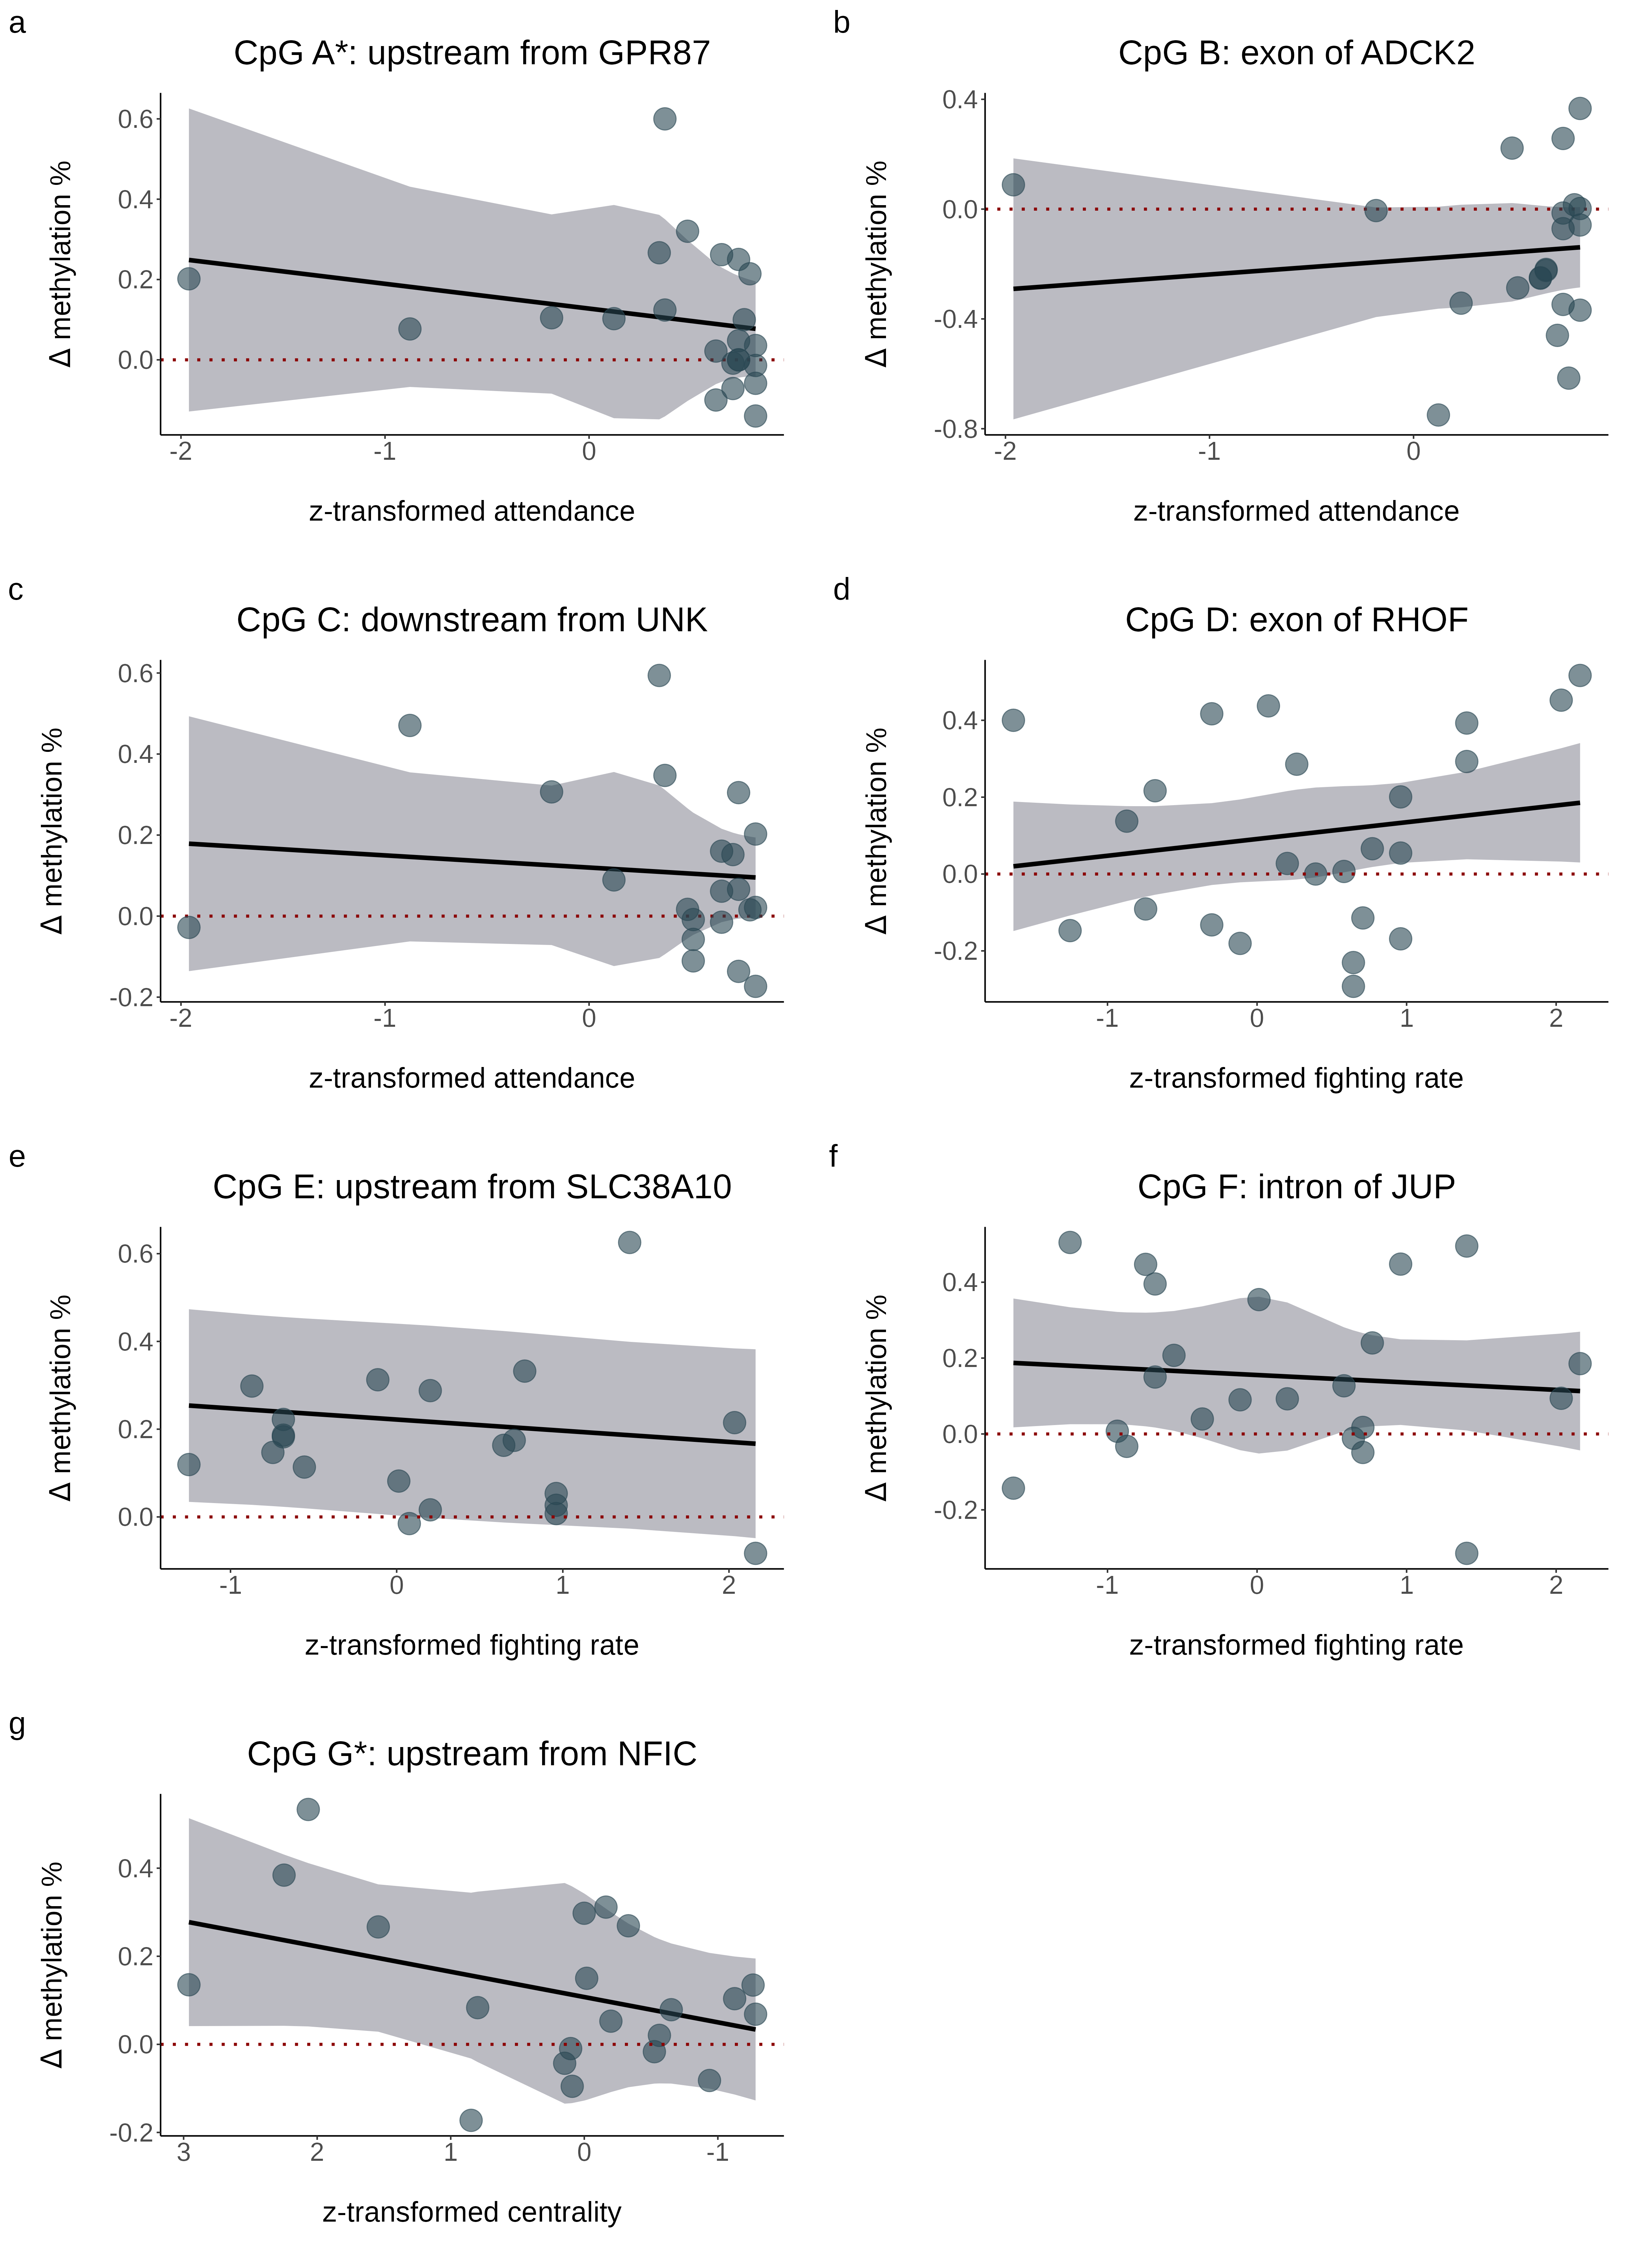 a
CpG A*: upstream from GPR87
Δ methylation %
0.6
0.4
0.2
0.0
-2
-1
0
z-transformed attendance
b
CpG B: exon of ADCK2
Δ methylation %
0.4
0.0
-0.4
-0.8
-2
-1
0
z-transformed attendance
c
CpG C: downstream from UNK
Δ methylation %
0.6
0.4
0.2
0.0
-0.2
-2
-1
0
z-transformed attendance
d
CpG D: exon of RHOF
Δ methylation %
0.4
0.2
0.0
-0.2
-1
0
1
2
z-transformed fighting rate
e
CpG E: upstream from SLC38A10
Δ methylation %
0.6
0.4
0.2
0.0
-1
0
1
2
z-transformed fighting rate
f
CpG F: intron of JUP
Δ methylation %
0.4
0.2
0.0
-0.2
-1
0
1
2
z-transformed fighting rate
g
CpG G*: upstream from NFIC
Δ methylation %
0.4
0.2
0.0
-0.2
3
2
1
0
-1
z-transformed centrality